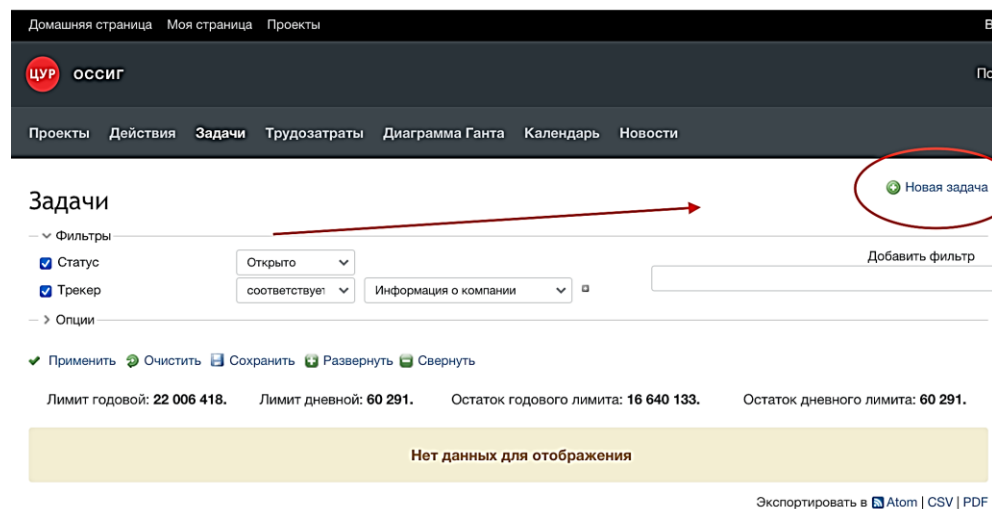 Домашняя страница Моя страница Проекты В
ЦУР ОССИГ По
Проекты Действия Задачи Трудозатраты Диаграмма Ганта Календарь Новости
Новая задача
Задачи
Фильтры
Добавить фильтр
Статус Открыто
Трекер соответствует Информация о компании
Опции
Применить Очистить Сохранить Развернуть Свернуть
Лимит годовой: 22 006 418. Лимит дневной: 60 291. Остаток годового лимита: 16 640 133. Остаток дневного лимита: 60 291.
Нет данных для отображения
Экспортировать в Atom | CSV | PDF